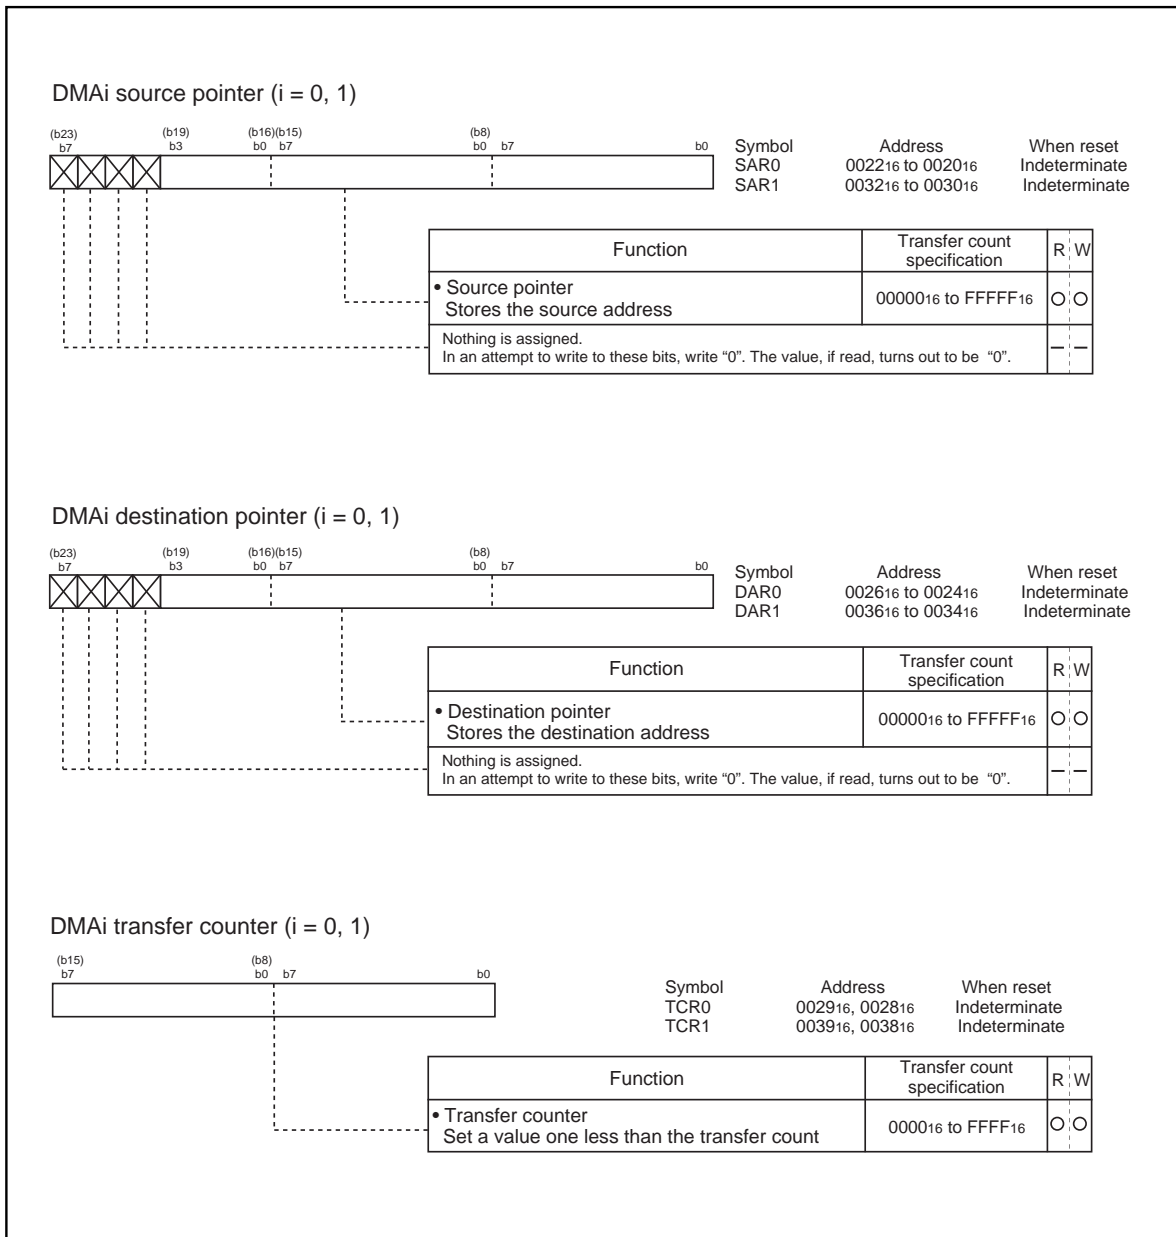 DMAi source pointer (i = 0, 1)
(b23) (b19) (b16)(b15) (b8)
b7 b3 b0 b7 b0 b7 b0
Symbol Address When reset
SAR0 002216 to 002016 Indeterminate
SAR1 003216 to 003016 Indeterminate
Function Transfer count specification R W
• Source pointer
Stores the source address 0000016 to FFFFF16
Nothing is assigned.
In an attempt to write to these bits, write “0”. The value, if read, turns out to be “0”.
DMAi destination pointer (i = 0, 1)
(b23) (b19) (b16)(b15) (b8)
b7 b3 b0 b7 b0 b7 b0
Symbol Address When reset
DAR0 002616 to 002416 Indeterminate
DAR1 003616 to 003416 Indeterminate
Function Transfer count specification R W
• Destination pointer
Stores the destination address 0000016 to FFFFF16
Nothing is assigned.
In an attempt to write to these bits, write “0”. The value, if read, turns out to be “0”.
DMAi transfer counter (i = 0, 1)
(b15) (b8)
b7 b0 b7 b0
Symbol Address When reset
TCR0 002916, 002816 Indeterminate
TCR1 003916, 003816 Indeterminate
Function Transfer count specification R W
• Transfer counter
Set a value one less than the transfer count 000016 to FFFF16